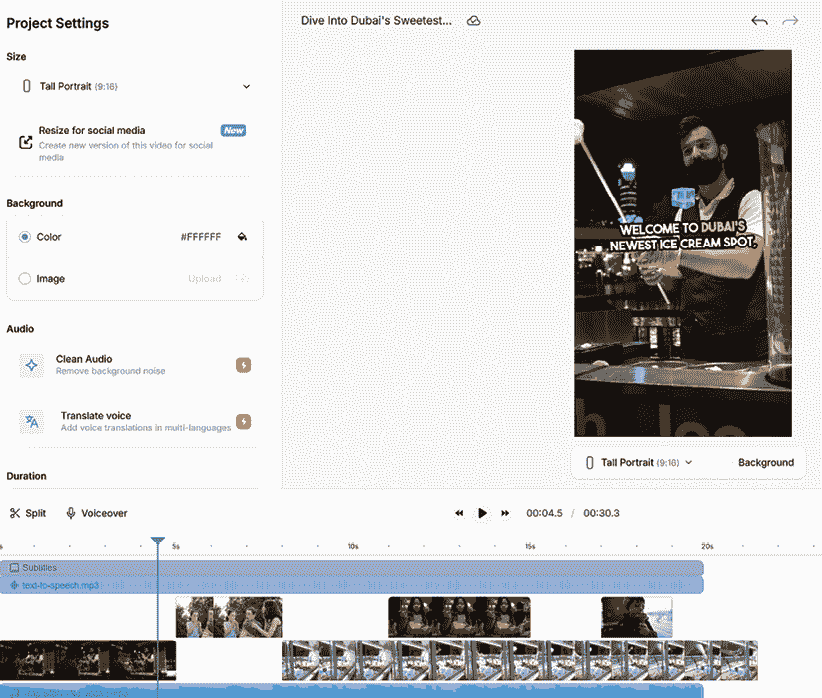 Project Settings
Dive Into Dubai's Sweetest...
Size
Tall Portrait (9:16)
Resize for social media
New
Create new version of this video for social
media
Background
Color
#FFFFFF
Image
Upload
WELCOME TO DUBAI'S
NEWEST ICE CREAM SPOT.
Audio
Clean Audio
Remove background noise
Translate voice
Add voice translations in multi-languages
Duration
Tall Portrait (9:16)
Background
Split
Voiceover
00:04.5 / 00:30.3
5s
10s
15s
20s
Subtitles
text-to-speech.mp3